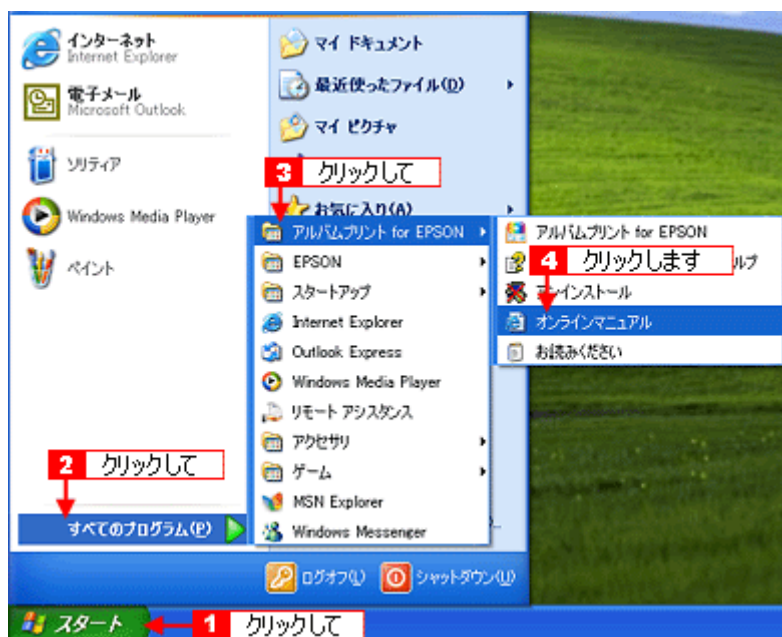 インターネット
Internet Explorer
電子メール
Microsoft Outlook
ソリティア
Windows Media Player
ペイント
2 クリックして
すべてのプログラム(P)
マイ ドキュメント
最近使ったファイル(D)
マイ ピクチャ
3 クリックして
お気に入り(A)
アルバムプリント for EPSON
EPSON
スタートアップ
Internet Explorer
Outlook Express
Windows Media Player
リモート アシスタンス
アクセサリ
ゲーム
MSN Explorer
Windows Messenger
アルバムプリント for EPSON
4 クリックします
ルプ
アンインストール
オンラインマニュアル
お読みください
ログオフ(L)
シャットダウン(U)
スタート
1 クリックして